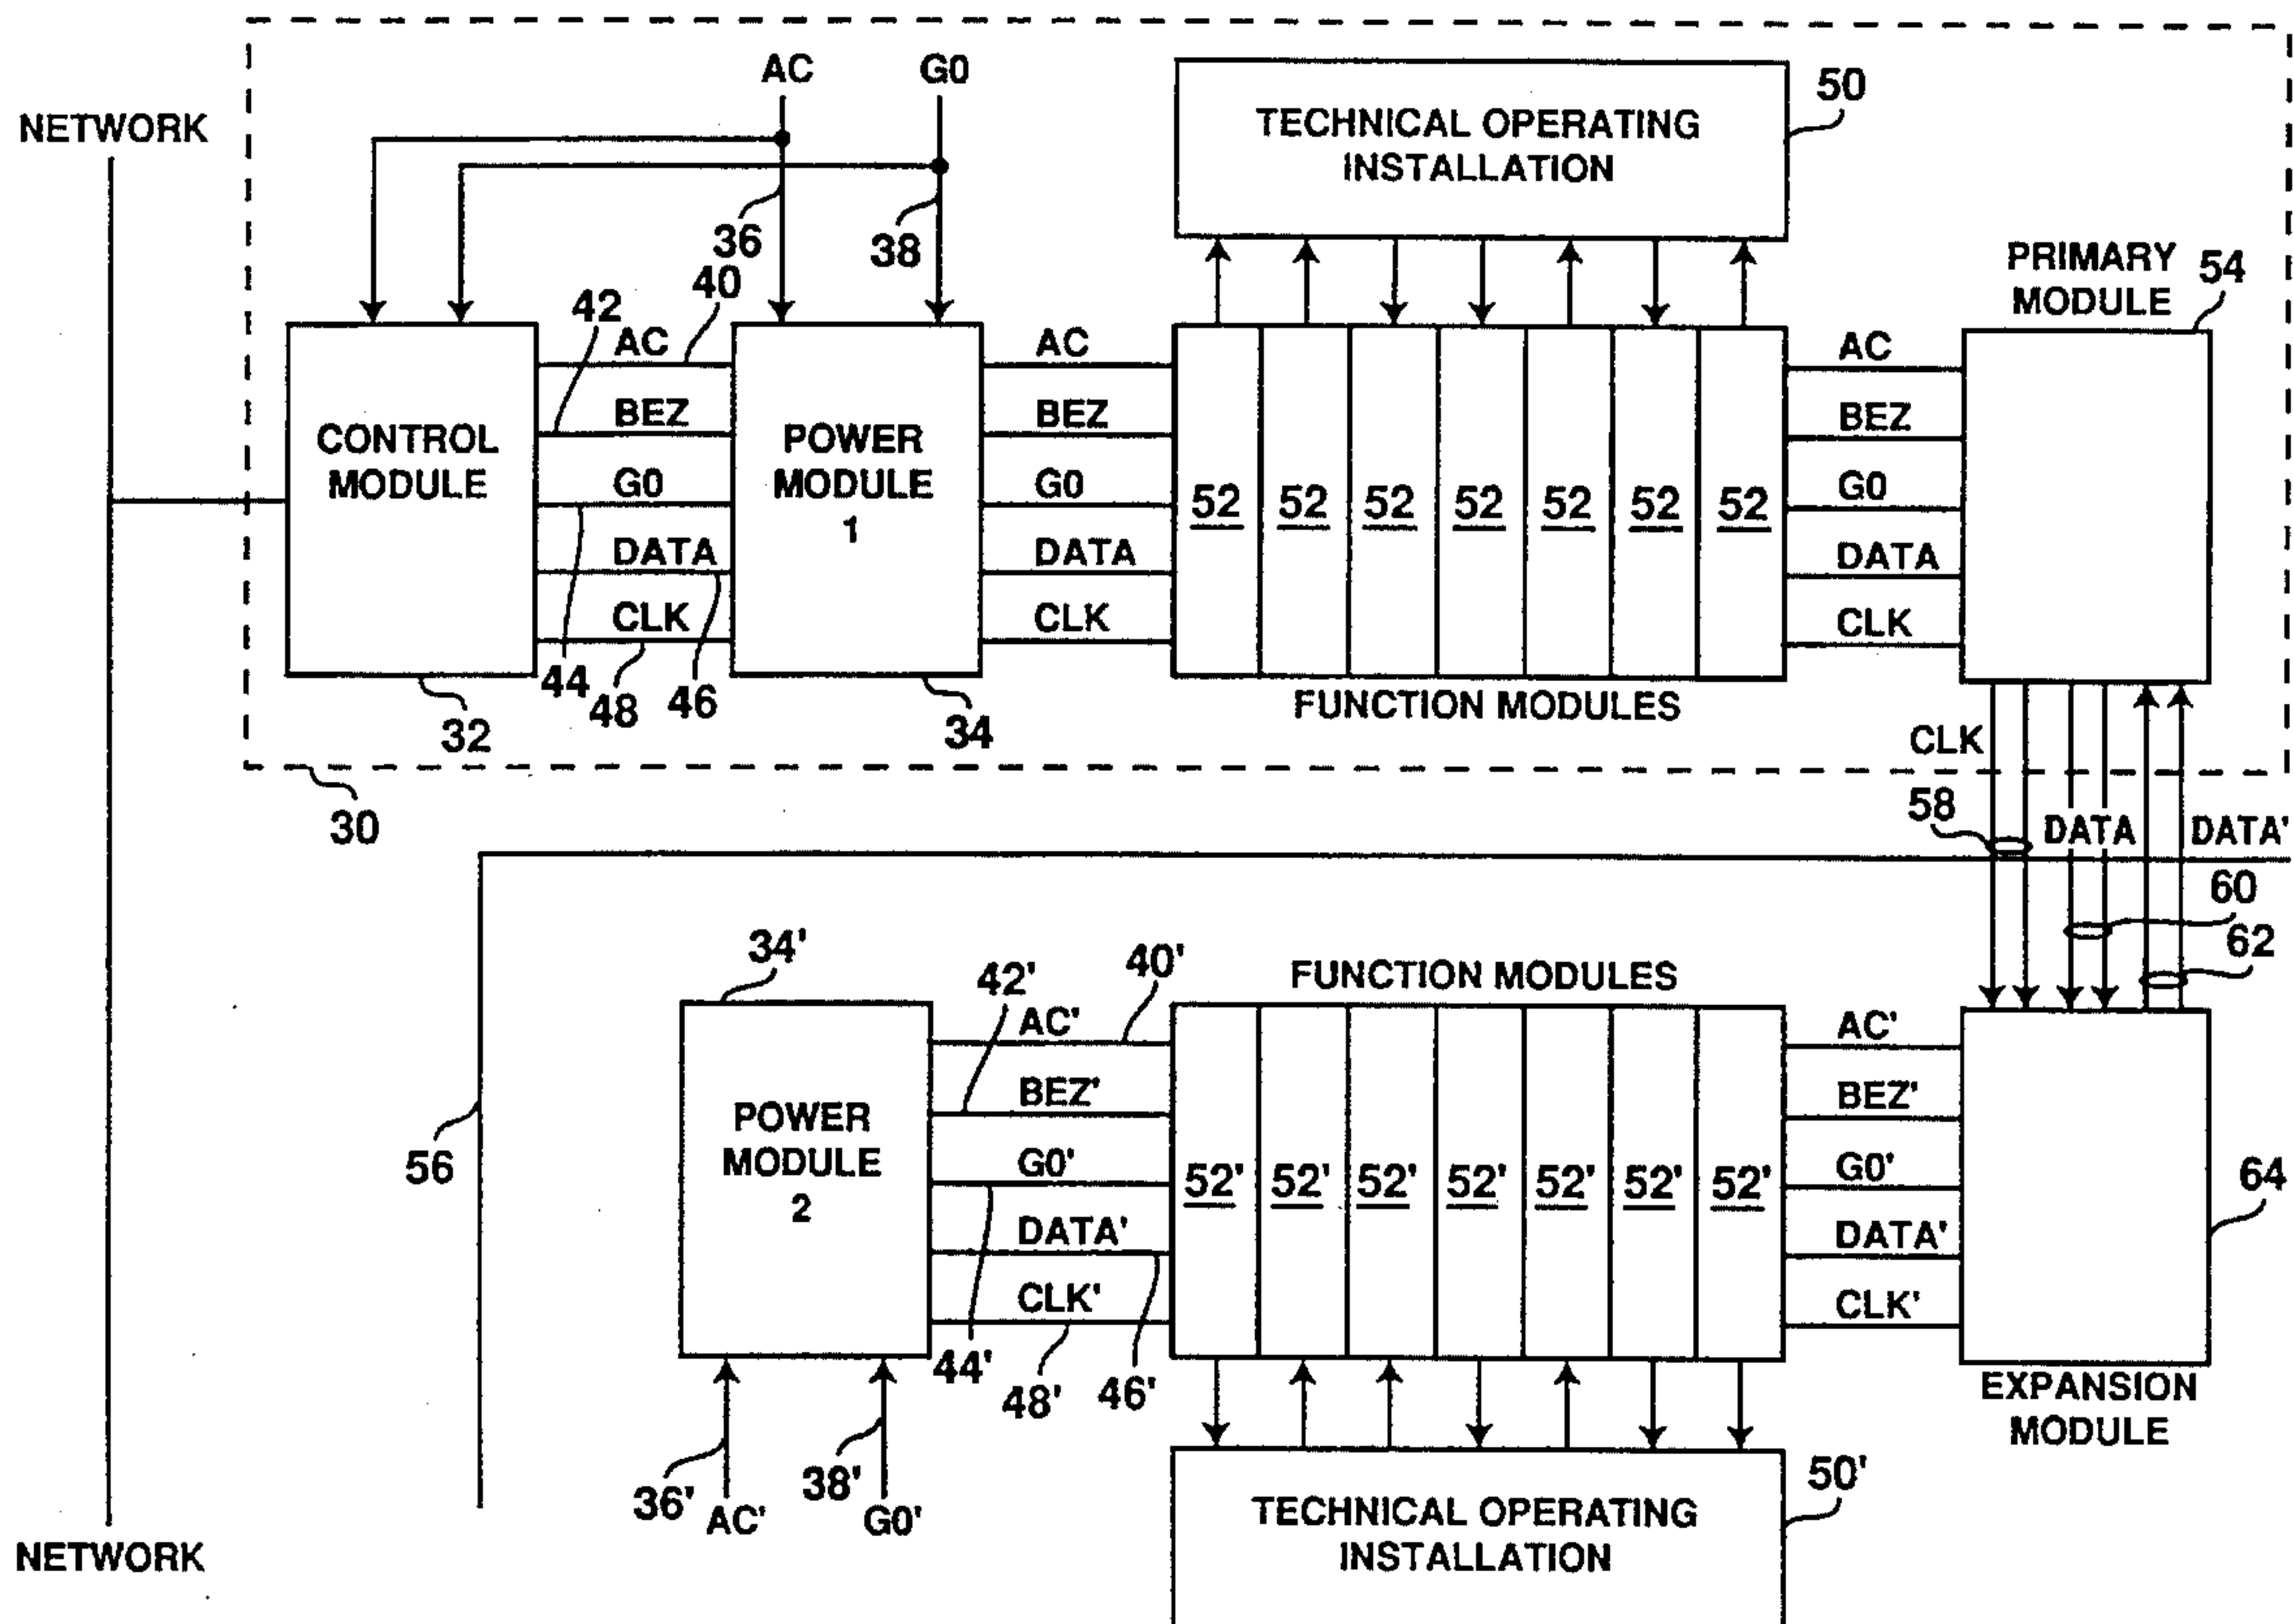 AC G0
NETWORK
TECHNICAL OPERATING
INSTALLATION
50
36
38
PRIMARY
MODULE
54
40
42
CONTROL
MODULE
AC
BEZ
G0
DATA
CLK
POWER
MODULE
1
AC
BEZ
G0
DATA
CLK
52 52 52 52 52 52 52
AC
BEZ
G0
DATA
CLK
44
48
46
32
34
FUNCTION MODULES
CLK
30
58
DATA
DATA'
60
62
34'
42'
40'
FUNCTION MODULES
56
POWER
MODULE
2
AC'
BEZ'
G0'
DATA'
CLK'
52' 52' 52' 52' 52' 52' 52'
AC'
BEZ'
G0'
DATA'
CLK'
64
44'
48'
46'
EXPANSION
MODULE
36'
AC'
38'
G0'
50'
TECHNICAL OPERATING
INSTALLATION
NETWORK